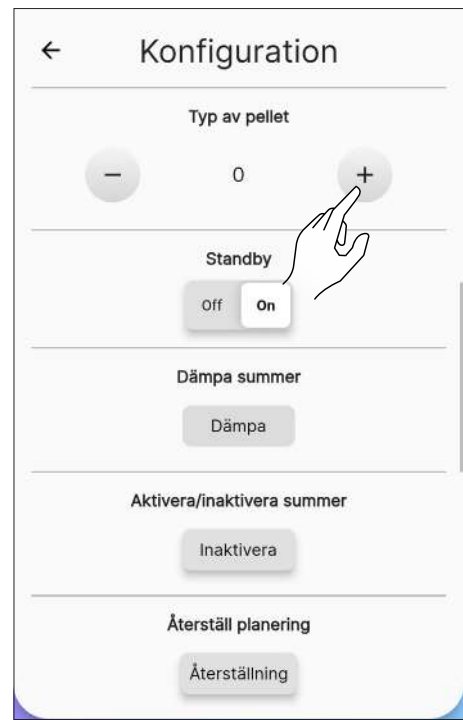 ← Konfiguration
Typ av pellet
− 0 +
Standby
Off On
Dämpa summer
Dämpa
Aktivera/inaktivera summer
Inaktivera
Återställ planering
Återställning